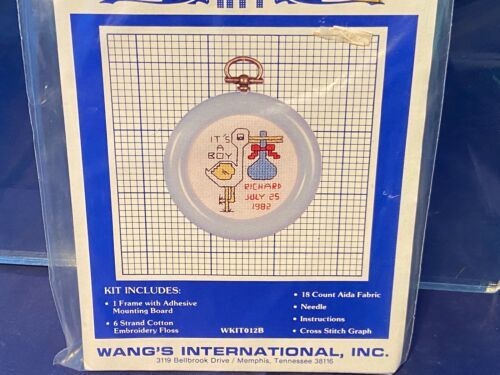 IT'S
A
BOY
RICHARD
JULY 25
1982
KIT INCLUDES:
• 1 Frame with Adhesive
Mounting Board
• 6 Strand Cotton
Embroidery Floss
WKIT012B
• 18 Count Aida Fabric
• Needle
• Instructions
• Cross Stitch Graph
WANG'S INTERNATIONAL, INC.
3119 Bellbrook Drive / Memphis, Tennessee 38116